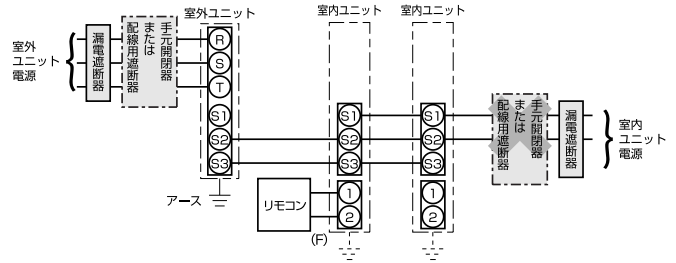 室外ユニット
室内ユニット
室内ユニット
室外
ユニット
電源
漏電遮断器
手元開閉器
または
配線用遮断器
R
S
T
S1
S2
S3
S1
S2
S3
1
2
S1
S2
S3
1
2
手元開閉器
または
配線用遮断器
漏電遮断器
室内
ユニット
電源
アース
リモコン
(F)